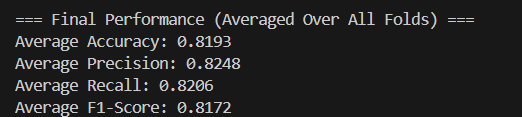 === Final Performance (Averaged Over All Folds) ===
Average Accuracy: 0.8193
Average Precision: 0.8248
Average Recall: 0.8206
Average F1-Score: 0.8172